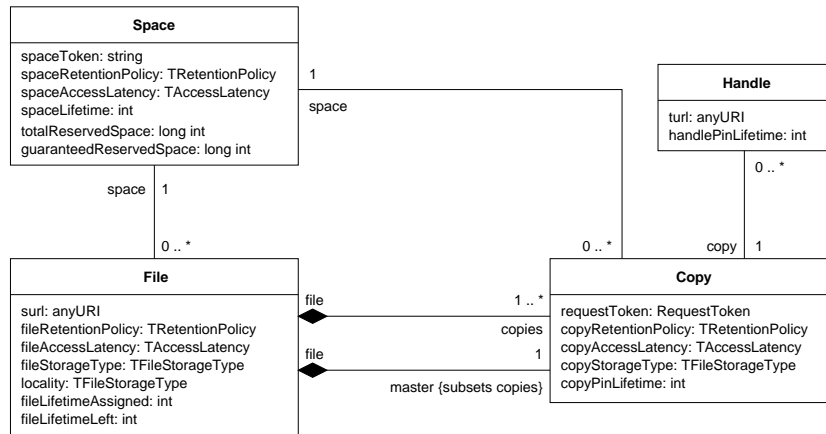 Space
spaceToken: string
spaceRetentionPolicy: TRetentionPolicy
spaceAccessLatency: TAccessLatency
spaceLifetime: int
totalReservedSpace: long int
guaranteedReservedSpace: long int
1
space
Handle
turl: anyURI
handlePinLifetime: int
space
1
0 .. *
0 .. *
0 .. *
copy
1
File
surl: anyURI
fileRetentionPolicy: TRetentionPolicy
fileAccessLatency: TAccessLatency
fileStorageType: TFileStorageType
locality: TFileStorageType
fileLifetimeAssigned: int
fileLifetimeLeft: int
file
1 .. *
copies
file
1
master {subsets copies}
Copy
requestToken: RequestToken
copyRetentionPolicy: TRetentionPolicy
copyAccessLatency: TAccessLatency
copyStorageType: TFileStorageType
copyPinLifetime: int